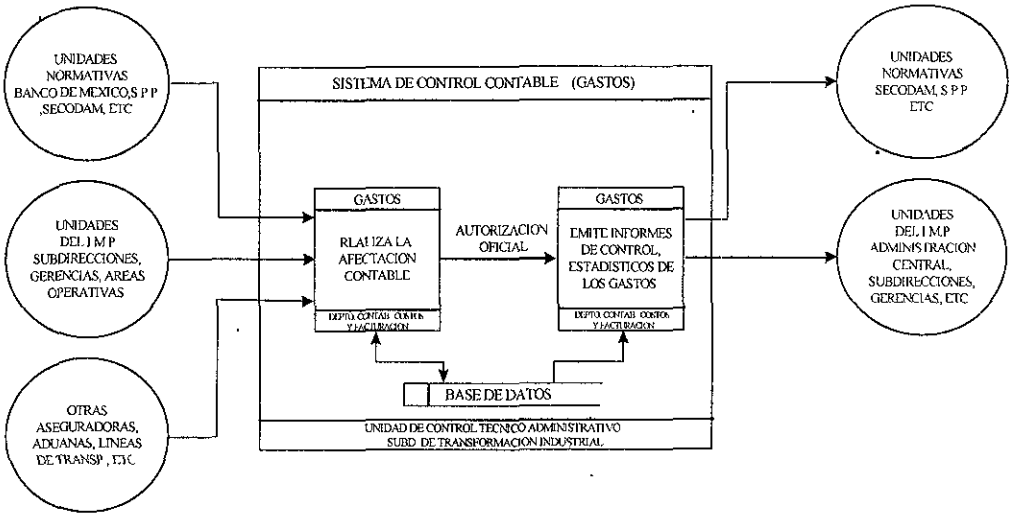 UNIDADES
NORMATIVAS
BANCO DE MEXICO,S P P
,SECODAM, ETC
UNIDADES
DEL I M P
SUBDIRECCIONES,
GERENCIAS, AREAS
OPERATIVAS
OTRAS
ASEGURADORAS,
ADUANAS, LINEAS
DE TRANSP , ETC
SISTEMA DE CONTROL CONTABLE (GASTOS)
GASTOS
RLALIZA LA
AFECTACION
CONTABLE
DEPTO. CONTAB COSTOS
Y FACTURACION
AUTORIZACION
OFICIAL
GASTOS
EMITE INFORMES
DE CONTROL,
ESTADISTICOS DE
LOS GASTOS
DEPTO. CONTAB COSTOS
Y FACTURACION
BASE DE DATOS
UNIDAD DE CONTROL TECNICO ADMINISTRATIVO
SUBD DE TRANSFORMACION INDUSTRIAL
UNIDADES
NORMATIVAS
SECODAM, S P P
ETC
UNIDADES
DEL I M.P
ADMINISTRACION
CENTRAL,
SUBDIRECCIONES,
GERENCIAS, ETC